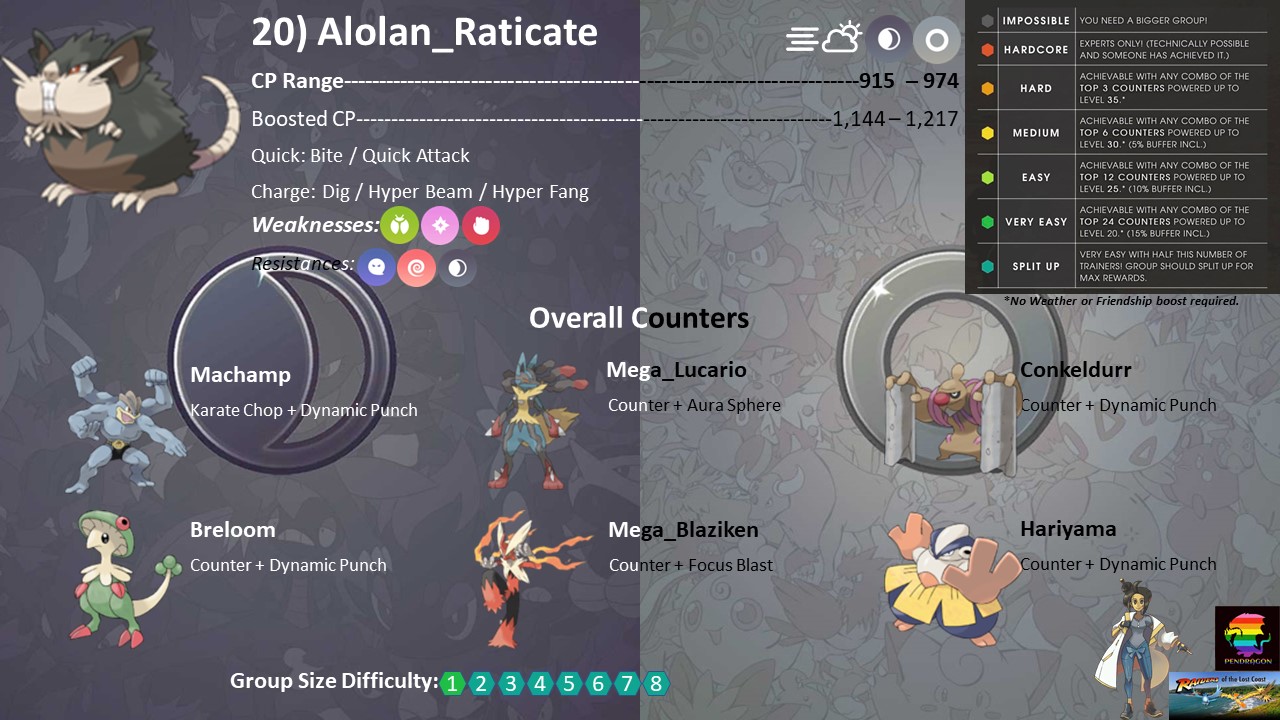 20) Alolan_Raticate
CP Range------------------------------------------------------------------------915 – 974
Boosted CP--------------------------------------------------------------------1,144 – 1,217
Quick: Bite / Quick Attack
Charge: Dig / Hyper Beam / Hyper Fang
Weaknesses:
Resistances:
IMPOSSIBLE YOU NEED A BIGGER GROUP!
HARDCORE EXPERTS ONLY! (TECHNICALLY POSSIBLE
AND SOMEONE HAS ACHIEVED IT.)
HARD ACHIEVABLE WITH ANY COMBO OF THE
TOP 3 COUNTERS POWERED UP TO
LEVEL 35.*
MEDIUM ACHIEVABLE WITH ANY COMBO OF THE
TOP 6 COUNTERS POWERED UP TO
LEVEL 30.* (5% BUFFER INCL.)
EASY ACHIEVABLE WITH ANY COMBO OF THE
TOP 12 COUNTERS POWERED UP TO
LEVEL 25.* (10% BUFFER INCL.)
VERY EASY ACHIEVABLE WITH ANY COMBO OF THE
TOP 24 COUNTERS POWERED UP TO
LEVEL 20.* (15% BUFFER INCL.)
SPLIT UP VERY EASY WITH HALF THIS NUMBER OF
TRAINERS! GROUP SHOULD SPLIT UP FOR
MAX REWARDS.
*No Weather or Friendship boost required.
Overall Counters
Machamp
Karate Chop + Dynamic Punch
Mega_Lucario
Counter + Aura Sphere
Conkeldurr
Counter + Dynamic Punch
Breloom
Counter + Dynamic Punch
Mega_Blaziken
Counter + Focus Blast
Hariyama
Counter + Dynamic Punch
Group Size Difficulty: 1 2 3 4 5 6 7 8
PENDRAGON
RAIDERS of the Lost Coast